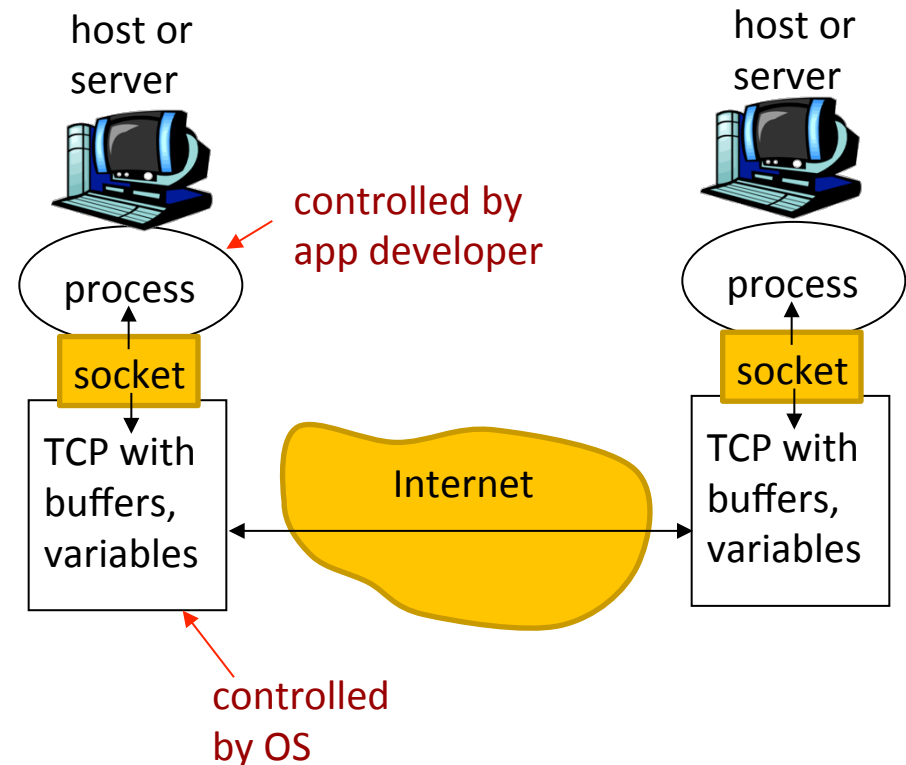 host or
server
host or
server
controlled by
app developer
process
process
socket
socket
TCP with
buffers,
variables
Internet
TCP with
buffers,
variables
controlled
by OS